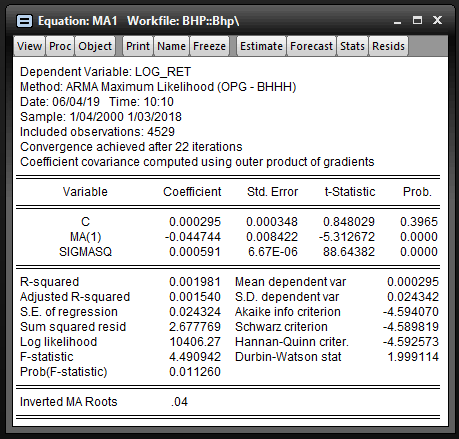 Equation: MA1 Workfile: BHP::Bhp\
View Proc Object Print Name Freeze Estimate Forecast Stats Resids
Dependent Variable: LOG_RET
Method: ARMA Maximum Likelihood (OPG - BHHH)
Date: 06/04/19 Time: 10:10
Sample: 1/04/2000 1/03/2018
Included observations: 4529
Convergence achieved after 22 iterations
Coefficient covariance computed using outer product of gradients
Variable Coefficient Std. Error t-Statistic Prob.
C 0.000295 0.000348 0.848029 0.3965
MA(1) -0.044744 0.008422 -5.312672 0.0000
SIGMASQ 0.000591 6.67E-06 88.64382 0.0000
R-squared 0.001981 Mean dependent var 0.000295
Adjusted R-squared 0.001540 S.D. dependent var 0.024342
S.E. of regression 0.024324 Akaike info criterion -4.594070
Sum squared resid 2.677769 Schwarz criterion -4.589819
Log likelihood 10406.27 Hannan-Quinn criter. -4.592573
F-statistic 4.490942 Durbin-Watson stat 1.999114
Prob(F-statistic) 0.011260
Inverted MA Roots .04